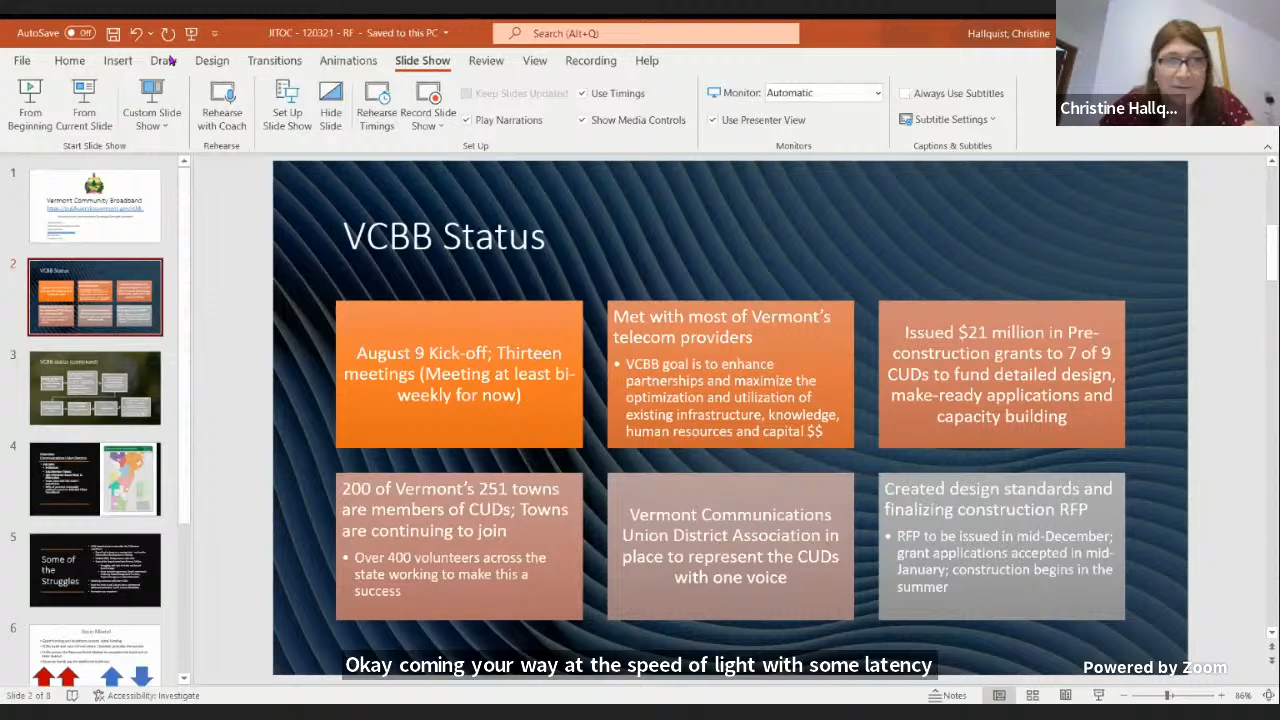 AutoSave Off
JITOC - 120321 - RF - Saved to this PC
Search (Alt+Q)
Hallquist, Christine
File Home Insert Draw Design Transitions Animations Slide Show Review View Recording Help
From Beginning
From Current Slide
Custom Slide Show
Start Slide Show
Rehearse with Coach
Rehearse
Set Up Slide Show
Hide Slide
Rehearse Timings
Record Slide Show
Keep Slides Updated
Play Narrations
Use Timings
Show Media Controls
Set Up
Monitor: Automatic
Use Presenter View
Monitors
Always Use Subtitles
Subtitle Settings
Captions & Subtitles
Christine Hallq...
1
Vermont Community Broadband
2
VCBB Status
3
VCBB status (continued)
4
5
Some of
the
Struggles
6
VCBB Status
August 9 Kick-off; Thirteen
meetings (Meeting at least bi-
weekly for now)
Met with most of Vermont's
telecom providers
• VCBB goal is to enhance
partnerships and maximize the
optimization and utilization of
existing infrastructure, knowledge,
human resources and capital $$
Issued $21 million in Pre-
construction grants to 7 of 9
CUDs to fund detailed design,
make-ready applications and
capacity building
200 of Vermont's 251 towns
are members of CUDs; Towns
are continuing to join
• Over 400 volunteers across the
state working to make this a
success
Vermont Communications
Union District Association in
place to represent the CUDs
with one voice
Created design standards and
finalizing construction RFP
• RFP to be issued in mid-December;
grant applications accepted in mid-
January; construction begins in the
summer
Okay coming your way at the speed of light with some latency
Powered by Zoom
Slide 2 of 8
Accessibility: Investigate
Notes
86%